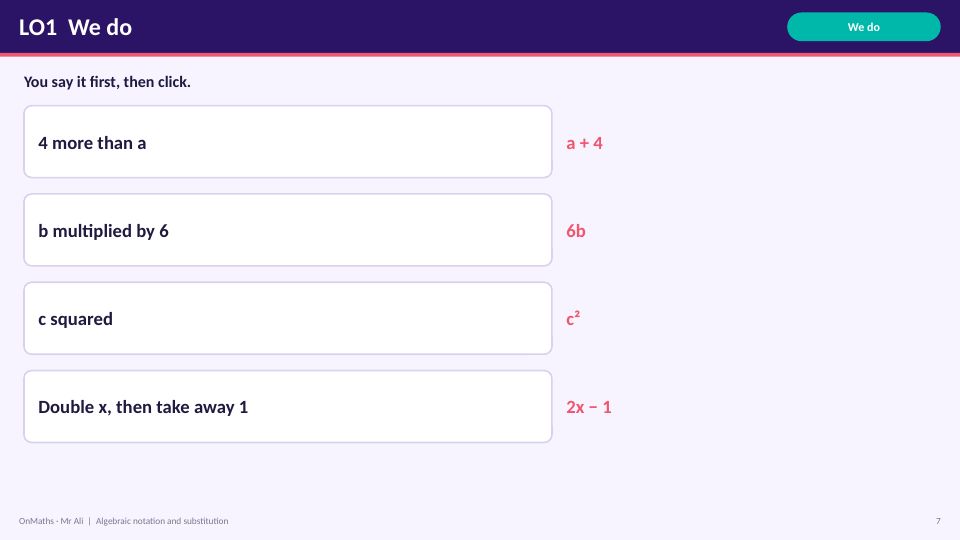 LO1 We do
We do
You say it first, then click.
4 more than a
a + 4
b multiplied by 6
6b
c squared
c²
Double x, then take away 1
2x − 1
OnMaths - Mr Ali | Algebraic notation and substitution
7